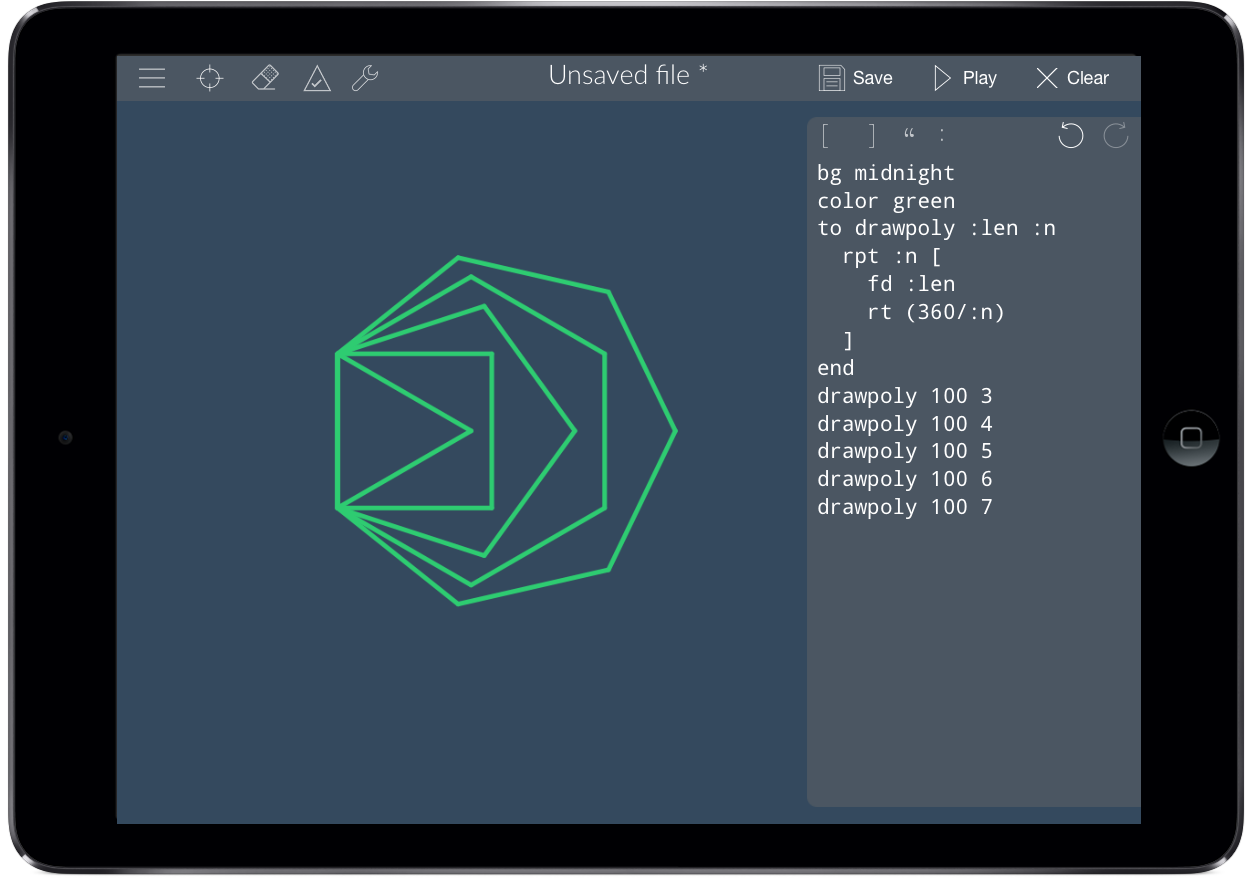 Unsaved file *
Save Play Clear
[ ] “ :
bg midnight
color green
to drawpoly :len :n
  rpt :n [
    fd :len
    rt (360/:n)
  ]
end
drawpoly 100 3
drawpoly 100 4
drawpoly 100 5
drawpoly 100 6
drawpoly 100 7